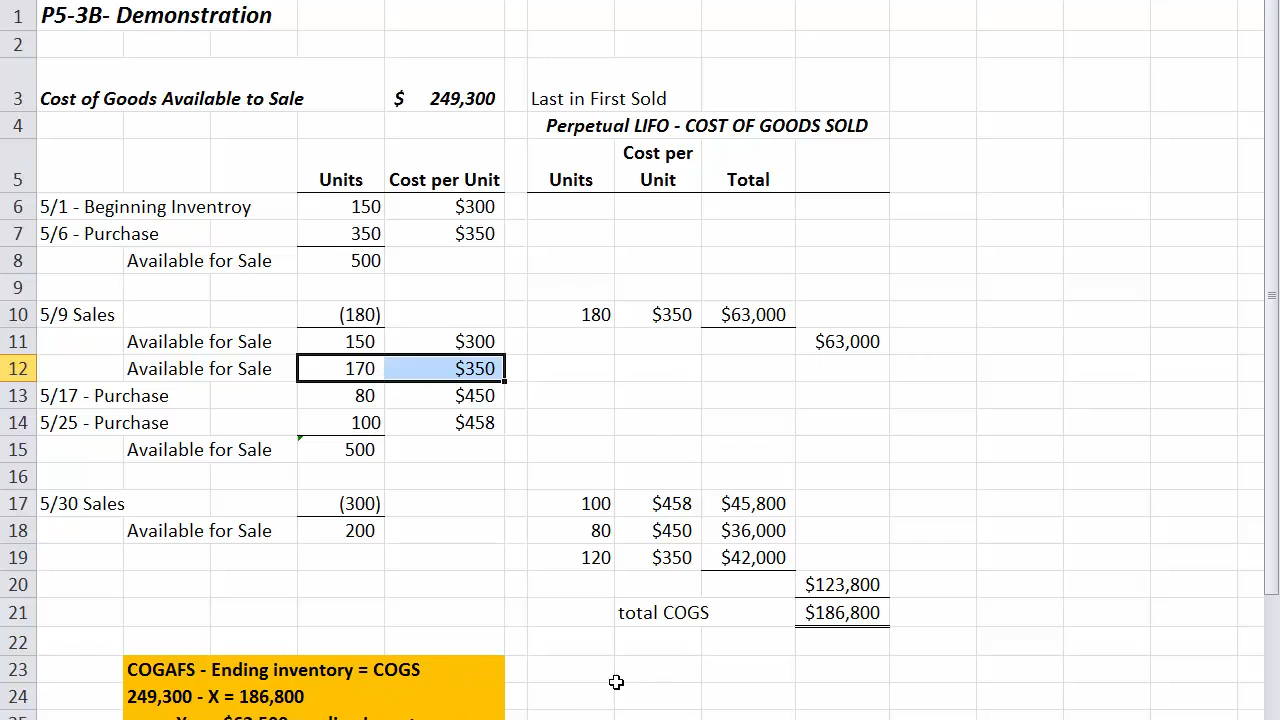 1 P5-3B- Demonstration
2
3 Cost of Goods Available to Sale $ 249,300 Last in First Sold
4 Perpetual LIFO - COST OF GOODS SOLD
Cost per
5 Units Cost per Unit Units Unit Total
6 5/1 - Beginning Inventroy 150 $300
7 5/6 - Purchase 350 $350
8 Available for Sale 500
9
10 5/9 Sales (180) 180 $350 $63,000
11 Available for Sale 150 $300 $63,000
12 Available for Sale 170 $350
13 5/17 - Purchase 80 $450
14 5/25 - Purchase 100 $458
15 Available for Sale 500
16
17 5/30 Sales (300) 100 $458 $45,800
18 Available for Sale 200 80 $450 $36,000
19 120 $350 $42,000
20 $123,800
21 total COGS $186,800
22
23 COGAFS - Ending inventory = COGS
24 249,300 - X = 186,800